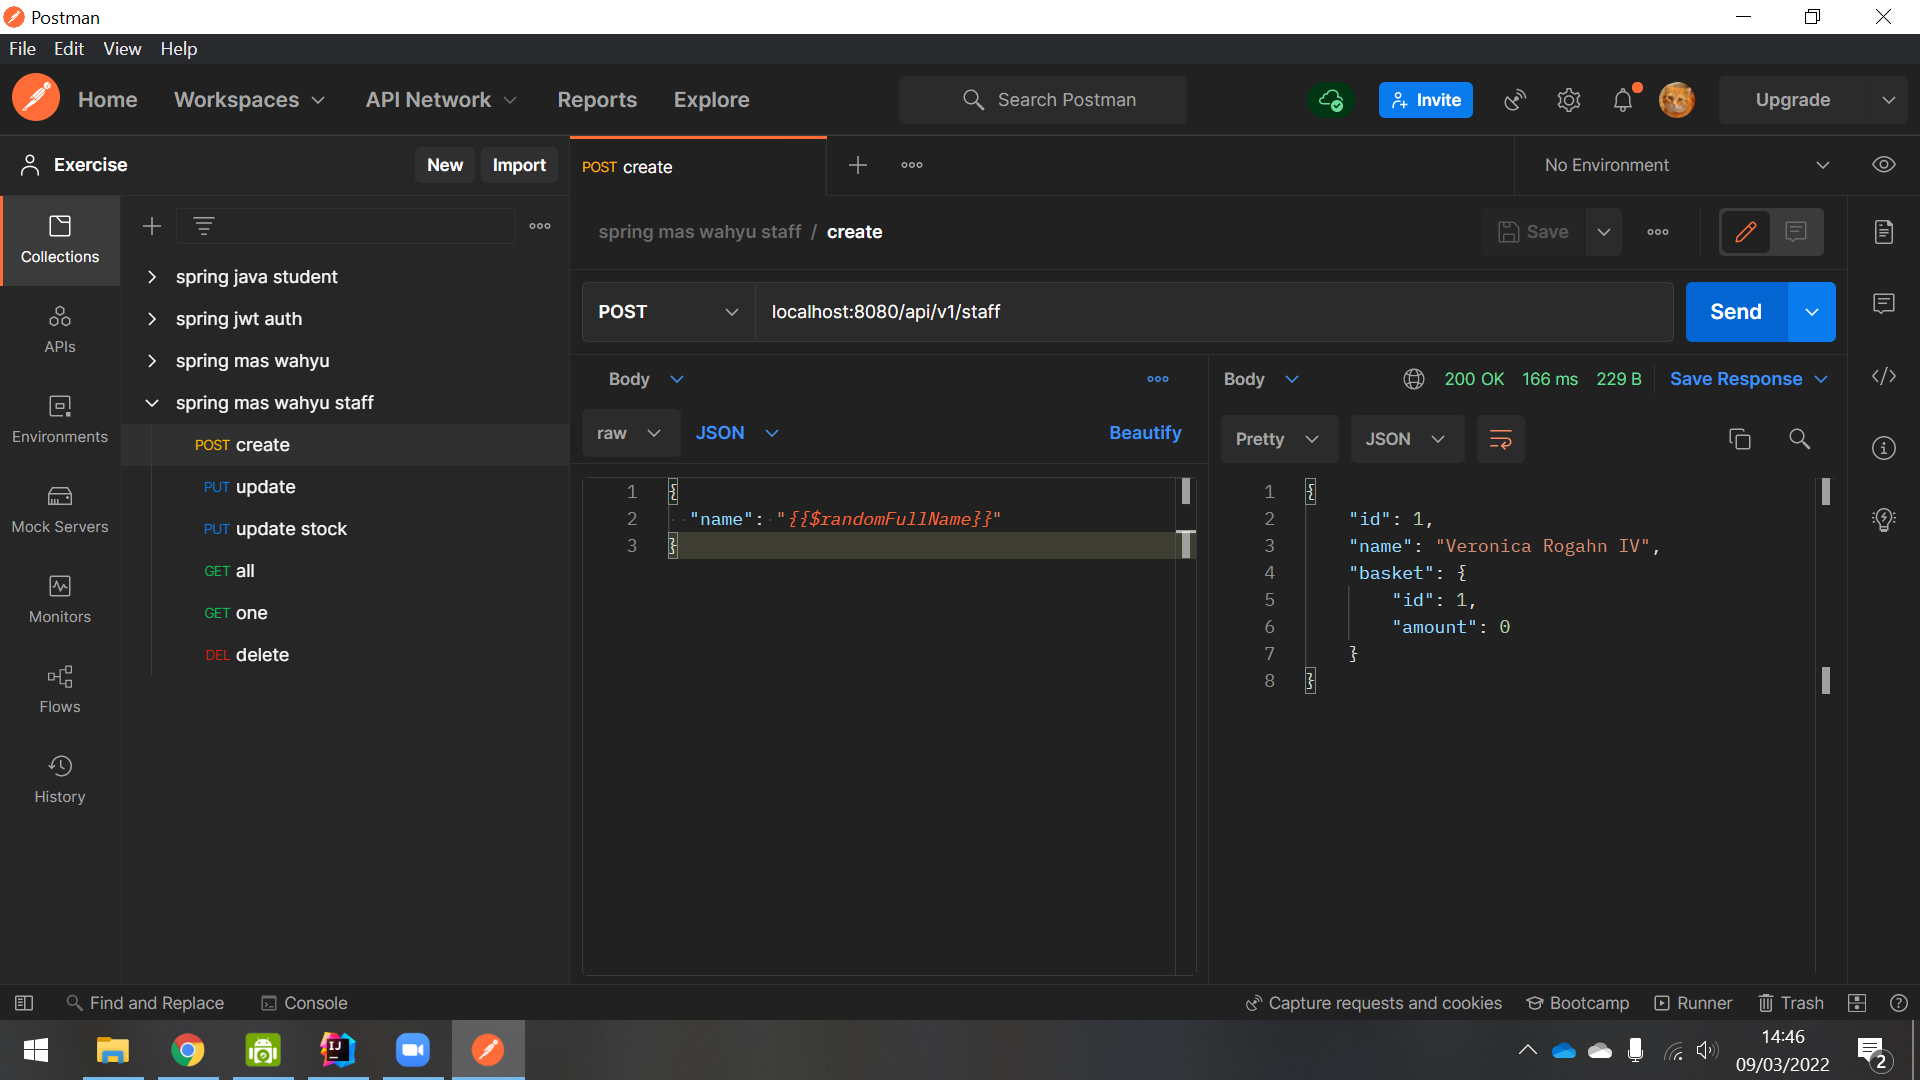 Postman
File Edit View Help
Home Workspaces API Network Reports Explore Search Postman Invite Upgrade
Exercise New Import POST create No Environment
spring mas wahyu staff / create Save
Collections
APIs
Environments
Mock Servers
Monitors
Flows
History
spring java student
spring jwt auth
spring mas wahyu
spring mas wahyu staff
POST create
PUT update
PUT update stock
GET all
GET one
DEL delete
POST localhost:8080/api/v1/staff Send
Body
raw JSON Beautify
1 {
2 "name": "{{$randomFullName}}"
3 }
Body 200 OK 166 ms 229 B Save Response
Pretty JSON
1 {
2 "id": 1,
3 "name": "Veronica Rogahn IV",
4 "basket": {
5 "id": 1,
6 "amount": 0
7 }
8 }
Find and Replace Console Capture requests and cookies Bootcamp Runner Trash
IJ
14:46
09/03/2022
2